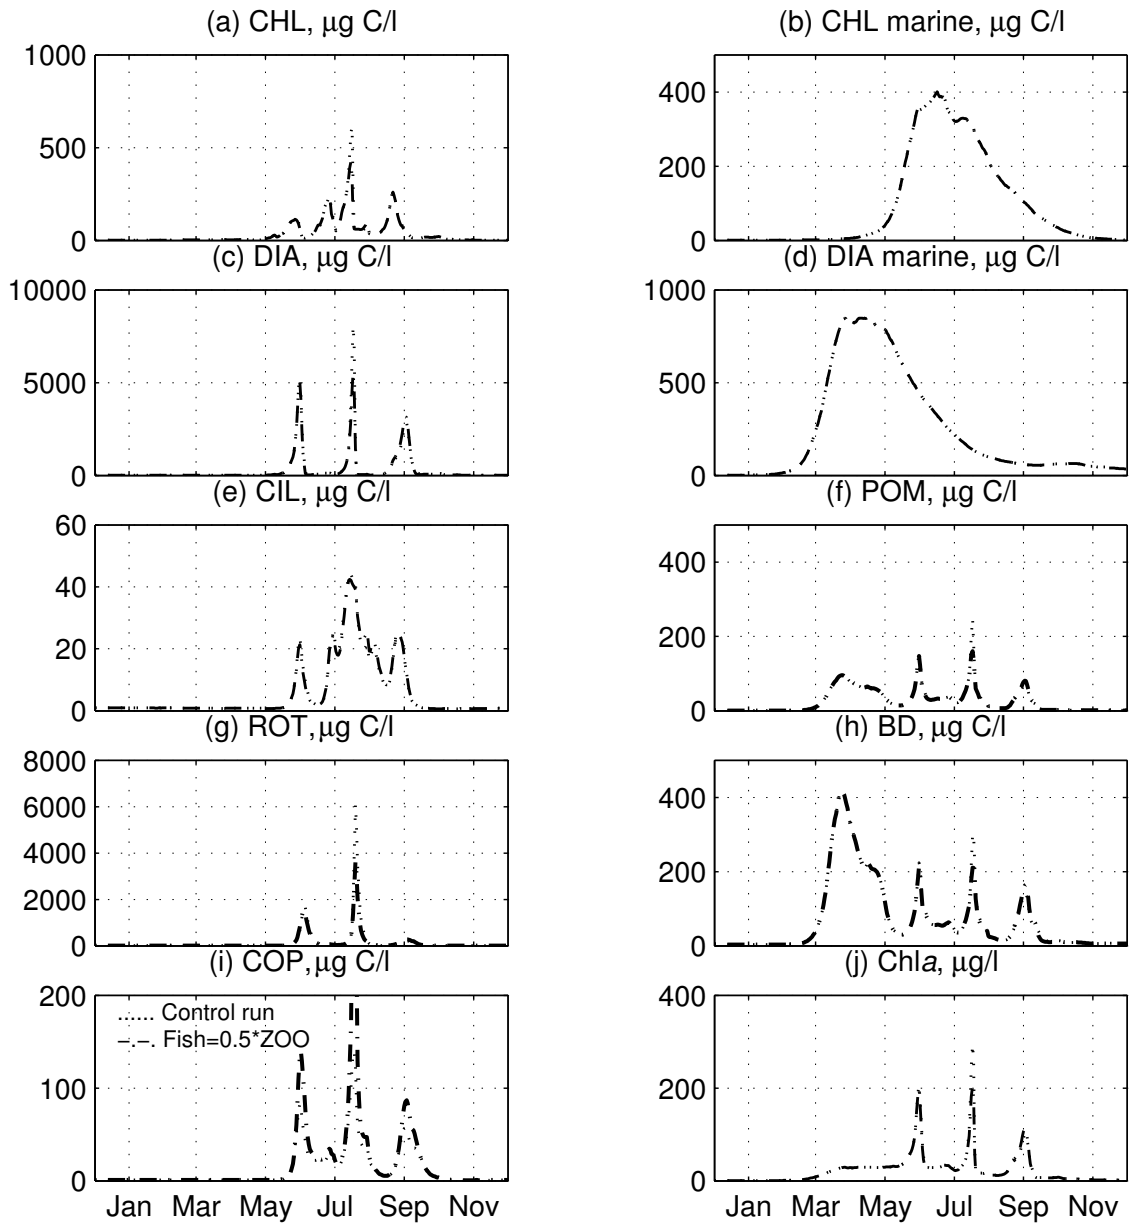 (a) CHL, μg C/l
1000
500
0
(b) CHL marine, μg C/l
400
200
0
(c) DIA, μg C/l
10000
5000
0
(d) DIA marine, μg C/l
1000
500
0
(e) CIL, μg C/l
60
40
20
0
(f) POM, μg C/l
400
200
0
(g) ROT, μg C/l
8000
6000
4000
2000
0
(h) BD, μg C/l
400
200
0
(i) COP, μg C/l
200
100
0
...... Control run
–.–. Fish=0.5*ZOO
Jan Mar May Jul Sep Nov
(j) Chla, μg/l
400
200
0
Jan Mar May Jul Sep Nov